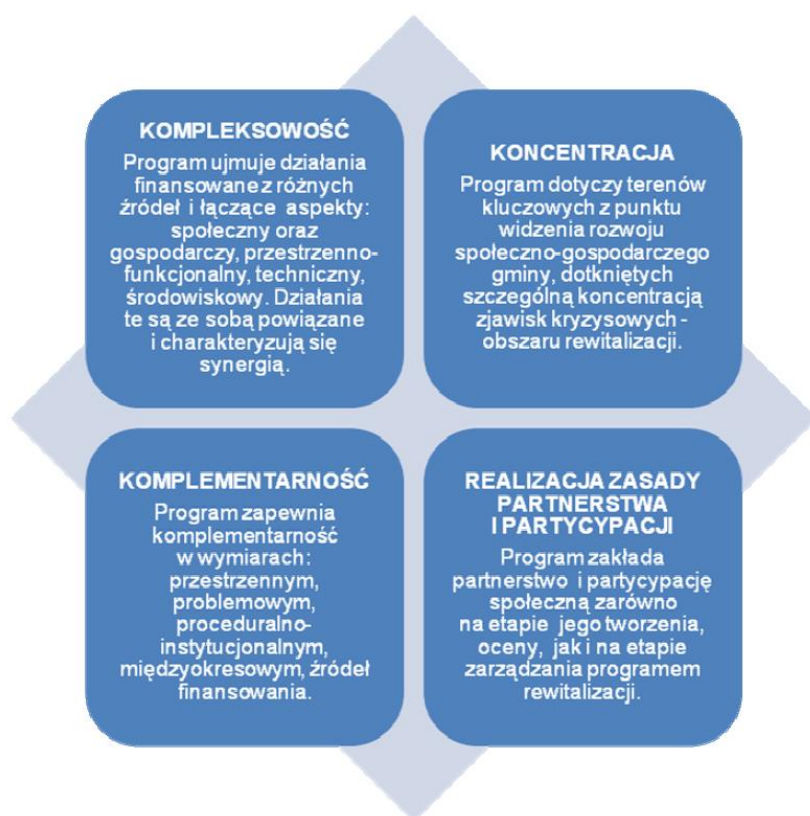 KOMPLEKSOWOŚĆ
Program ujmuje działania
finansowane z różnych
źródeł i łączące aspekty:
społeczny oraz
gospodarczy, przestrzenno-
funkcjonalny, techniczny,
środowiskowy. Działania
te są ze sobą powiązane
i charakteryzują się
synergią.
KONCENTRACJA
Program dotyczy terenów
kluczowych z punktu
widzenia rozwoju
społeczno-gospodarczego
gminy, dotkniętych
szczególną koncentracją
zjawisk kryzysowych -
obszaru rewitalizacji.
KOMPLEMENTARNOŚĆ
Program zapewnia
komplementarność
w wymiarach:
przestrzennym,
problemowym,
proceduralno-
instytucjonalnym,
międzyokresowym, źródeł
finansowania.
REALIZACJA ZASADY
PARTNERSTWA
I PARTYCYPACJI
Program zakłada
partnerstwo i partycypację
społeczną zarówno
na etapie jego tworzenia,
oceny, jak i na etapie
zarządzania programem
rewitalizacji.